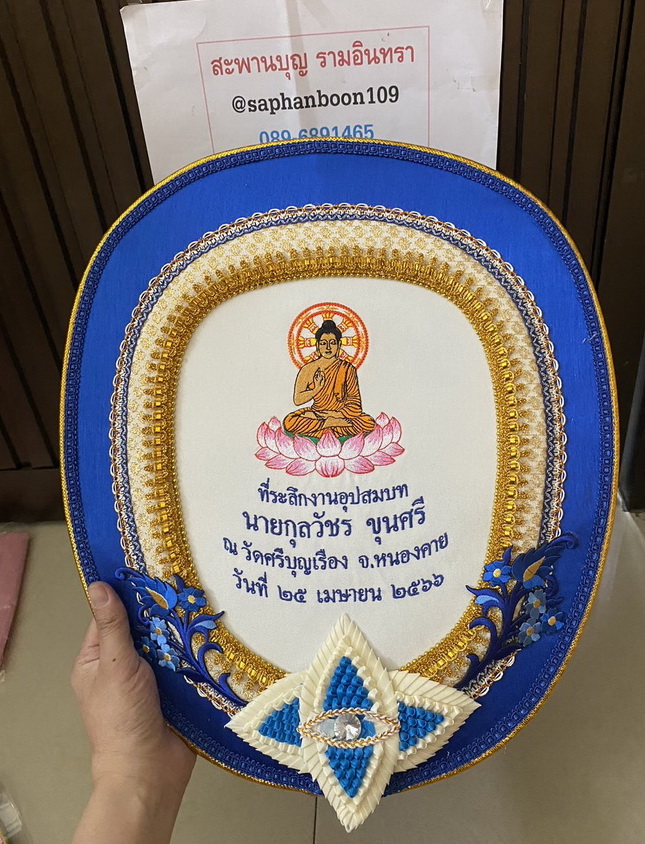 สะพานบุญ รามอินทรา
@saphanboon109
089-6891465
ที่ระลึกงานอุปสมบท
นายกุลวัชร ขุนศรี
ณ วัดศรีบุญเรือง จ.หนองคาย
วันที่ ๒๕ เมษายน ๒๕๖๖